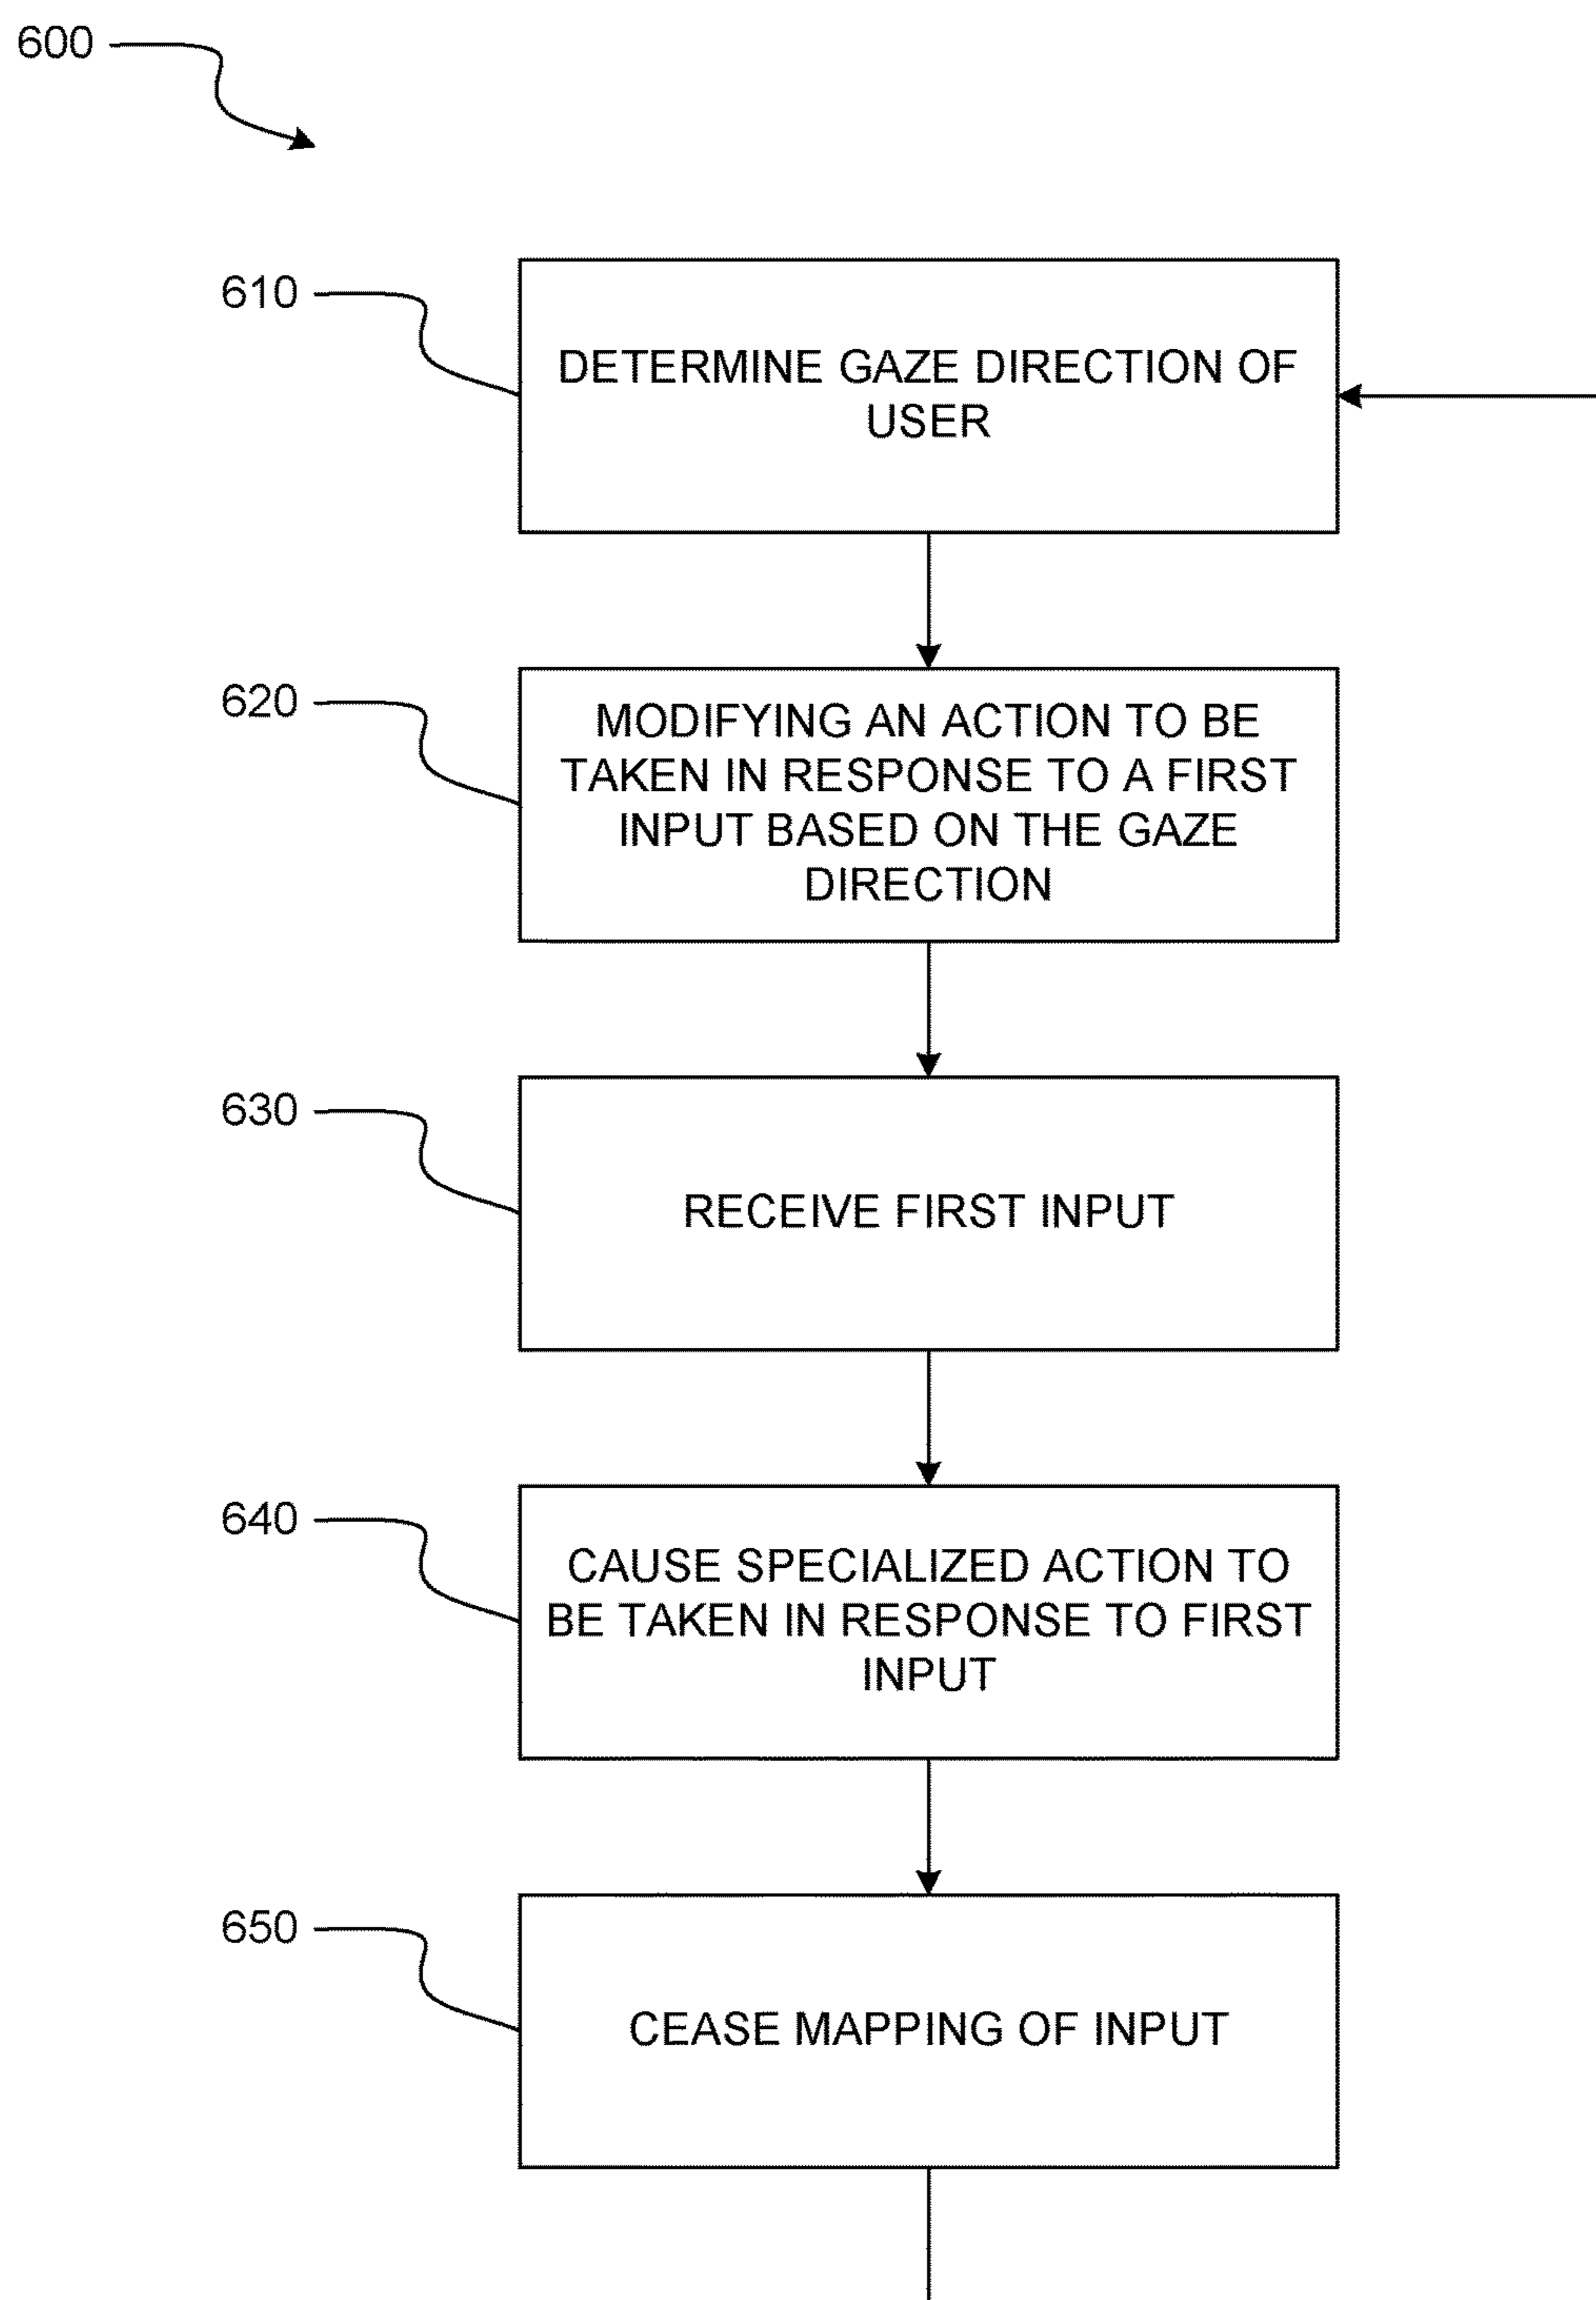 600
610
DETERMINE GAZE DIRECTION OF
USER
620
MODIFYING AN ACTION TO BE
TAKEN IN RESPONSE TO A FIRST
INPUT BASED ON THE GAZE
DIRECTION
630
RECEIVE FIRST INPUT
640
CAUSE SPECIALIZED ACTION TO
BE TAKEN IN RESPONSE TO FIRST
INPUT
650
CEASE MAPPING OF INPUT